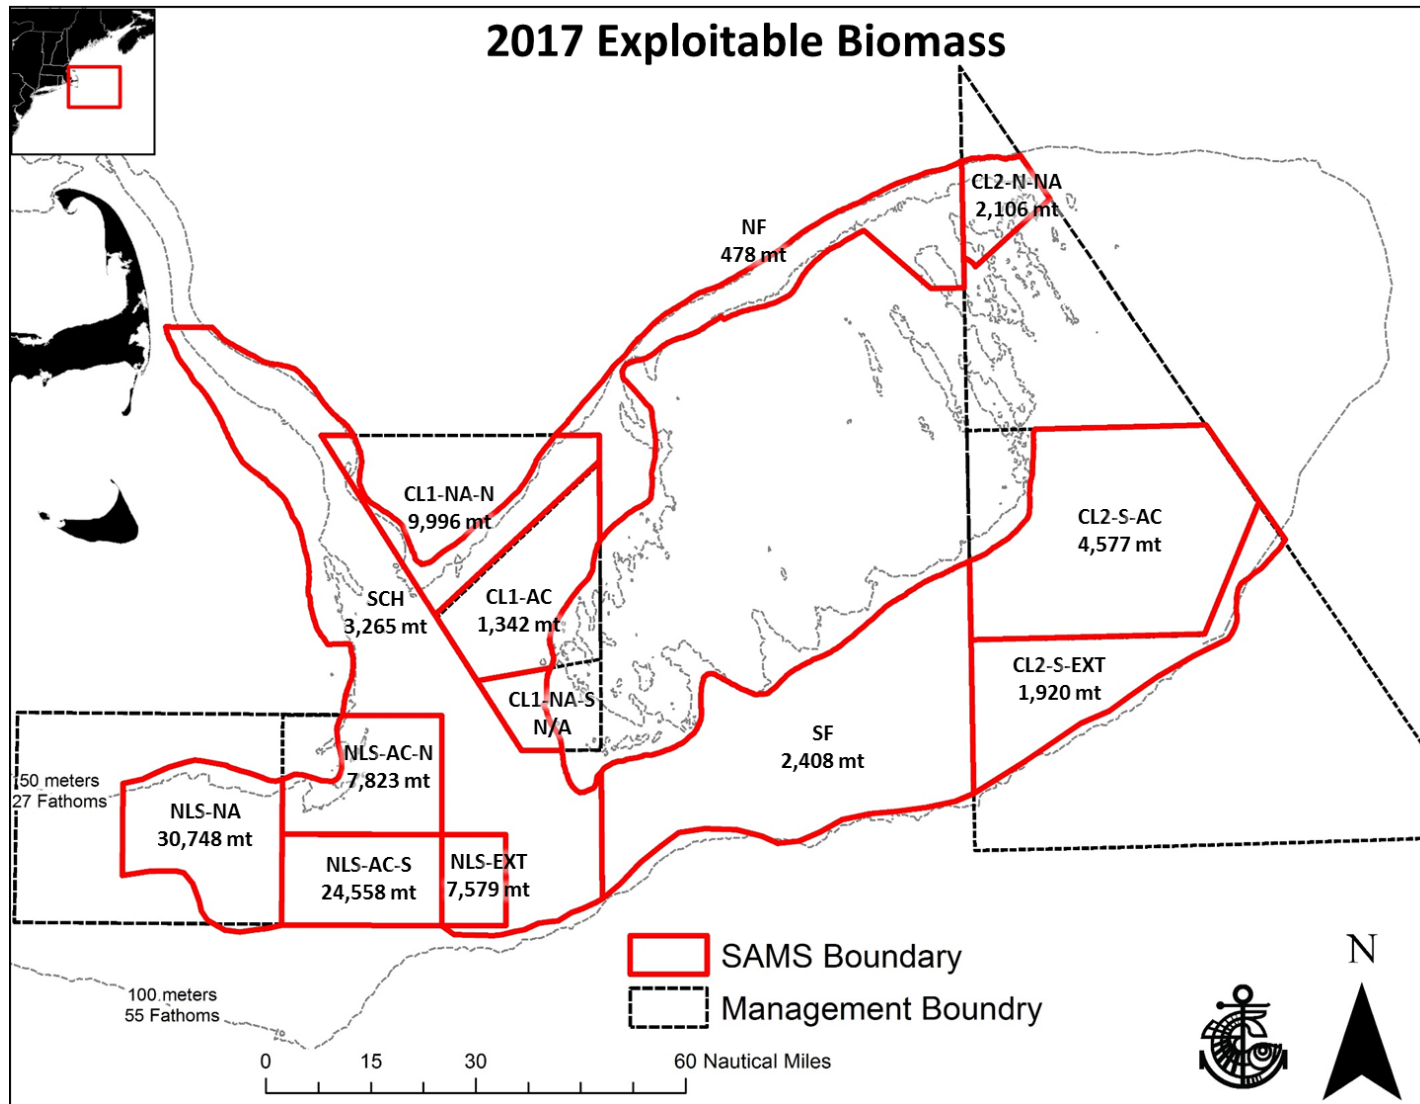 2017 Exploitable Biomass
CL2-N-NA
2,106 mt
NF
478 mt
CL1-NA-N
9,996 mt
CL2-S-AC
4,577 mt
SCH
3,265 mt
CL1-AC
1,342 mt
CL2-S-EXT
1,920 mt
CL1-NA-S
N/A
SF
2,408 mt
NLS-AC-N
7,823 mt
50 meters
27 Fathoms
NLS-NA
30,748 mt
NLS-AC-S
24,558 mt
NLS-EXT
7,579 mt
SAMS Boundary
Management Boundry
N
100 meters
55 Fathoms
0 15 30 60 Nautical Miles